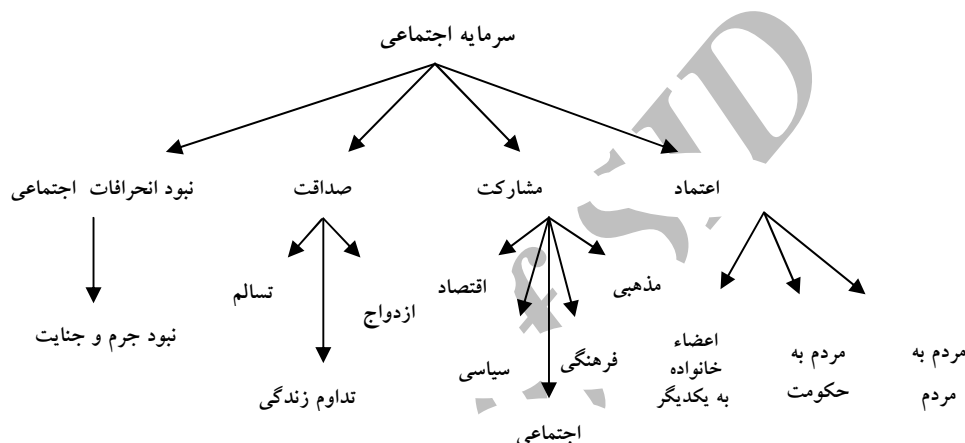 سرمایه اجتماعی
اعتماد
مشارکت
صداقت
نبود انحرافات اجتماعی
مردم به
مردم
مردم به
حکومت
اعضاء
خانواده
به یکدیگر
مذهبی
فرهنگی
اجتماعی
سیاسی
اقتصاد
ازدواج
تداوم زندگی
تسالم
نبود جرم و جنایت